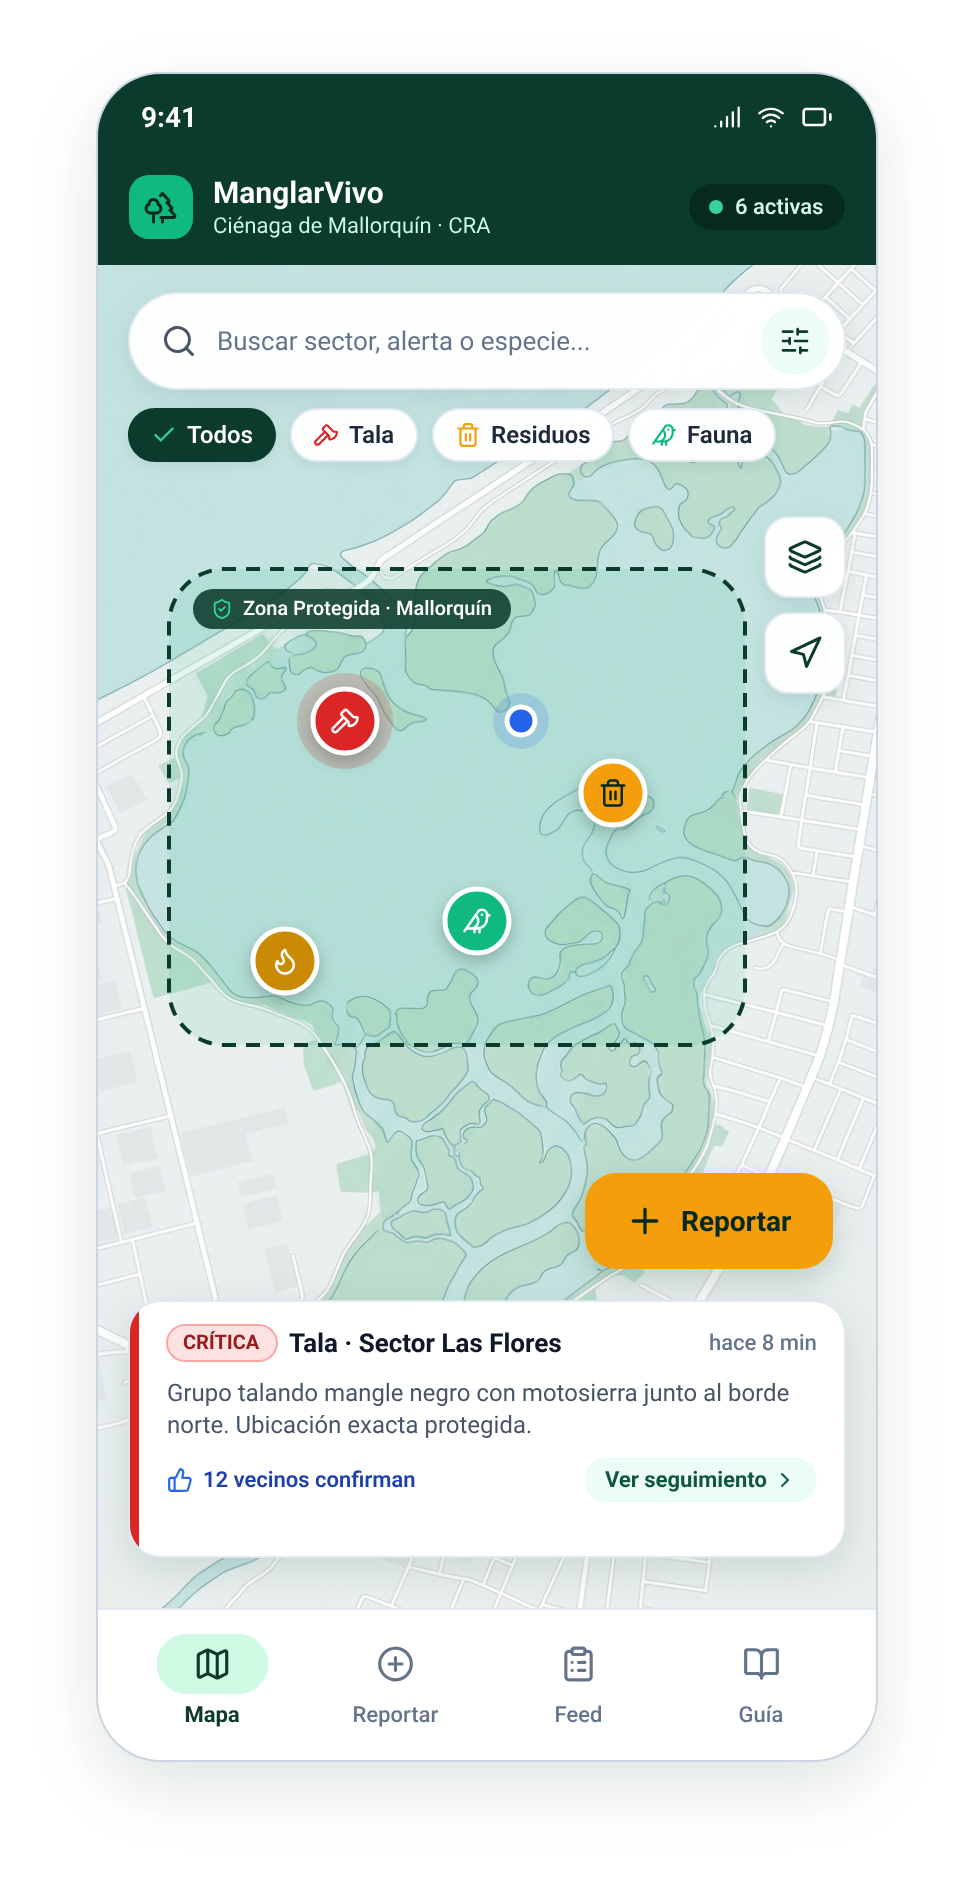 9:41
ManglarVivo
Ciénaga de Mallorquín · CRA
6 activas
Buscar sector, alerta o especie...
Todos
Tala
Residuos
Fauna
Zona Protegida · Mallorquín
Reportar
CRÍTICA
Tala · Sector Las Flores
hace 8 min
Grupo talando mangle negro con motosierra junto al borde
norte. Ubicación exacta protegida.
12 vecinos confirman
Ver seguimiento
Mapa
Reportar
Feed
Guía